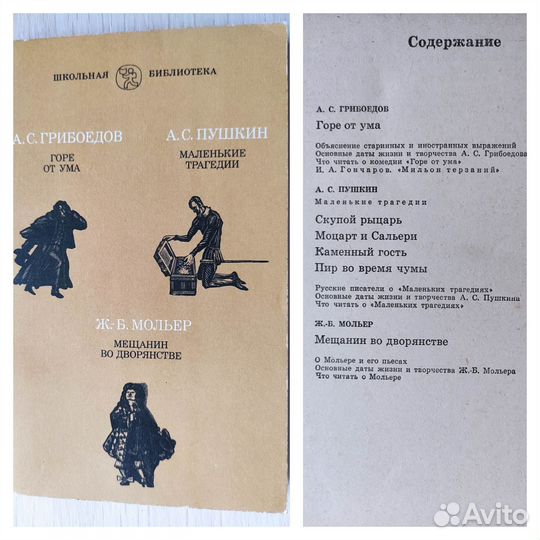 ШКОЛЬНАЯ БИБЛИОТЕКА
А. С. ГРИБОЕДОВ
ГОРЕ
ОТ УМА
А. С. ПУШКИН
МАЛЕНЬКИЕ
ТРАГЕДИИ
Ж.-Б. МОЛЬЕР
МЕЩАНИН
ВО ДВОРЯНСТВЕ
Содержание
А. С. ГРИБОЕДОВ
Горе от ума
Объяснение старинных и иностранных выражений
Основные даты жизни и творчества А. С. Грибоедова
Что читать о комедии «Горе от ума»
И. А. Гончаров. «Мильон терзаний»
А. С. ПУШКИН
Маленькие трагедии
Скупой рыцарь
Моцарт и Сальери
Каменный гость
Пир во время чумы
Русские писатели о «Маленьких трагедиях»
Основные даты жизни и творчества А. С. Пушкина
Что читать о «Маленьких трагедиях»
Ж.-Б. МОЛЬЕР
Мещанин во дворянстве
О Мольере и его пьесах
Основные даты жизни и творчества Ж.-Б. Мольера
Что читать о Мольере
Avito